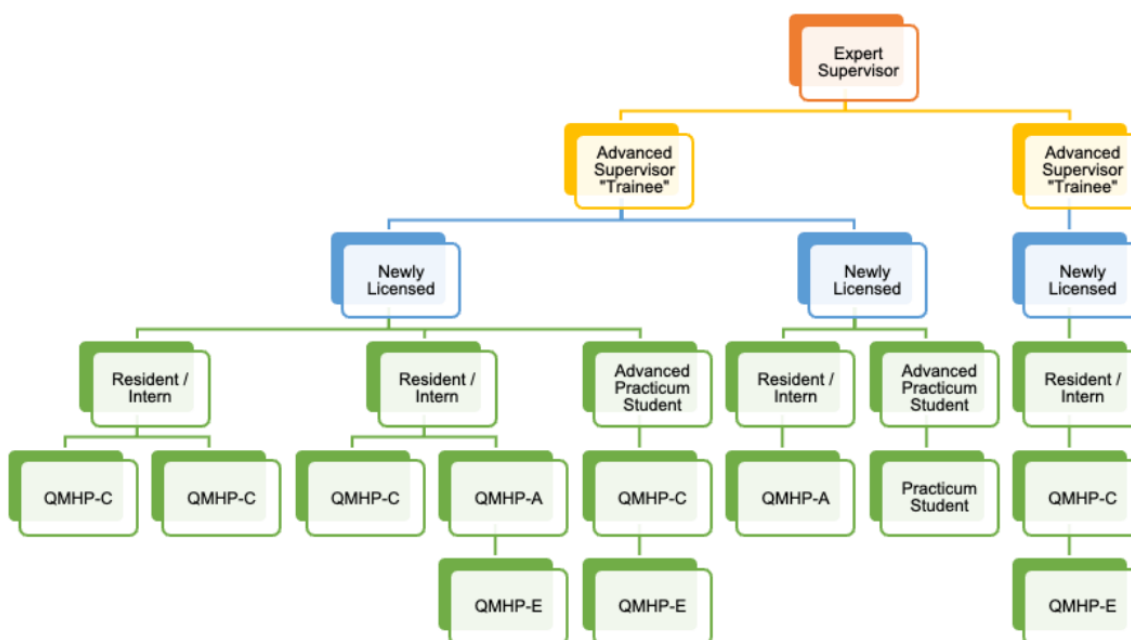 Expert
Supervisor
Advanced
Supervisor
"Trainee"
Advanced
Supervisor
"Trainee"
Newly
Licensed
Newly
Licensed
Newly
Licensed
Resident /
Intern
Resident /
Intern
Advanced
Practicum
Student
Resident /
Intern
Advanced
Practicum
Student
Resident /
Intern
QMHP-C
QMHP-C
QMHP-C
QMHP-A
QMHP-C
QMHP-A
Practicum
Student
QMHP-C
QMHP-E
QMHP-E
QMHP-E